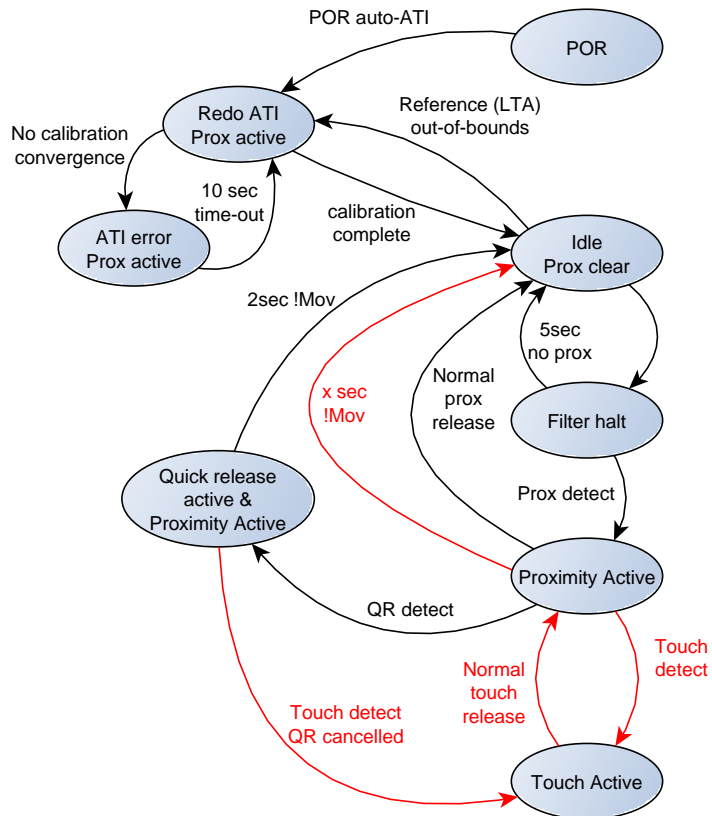 POR auto-ATI
POR
Redo ATI
Prox active
Reference (LTA)
out-of-bounds
No calibration
convergence
10 sec
time-out
calibration
complete
ATI error
Prox active
Idle
Prox clear
2sec !Mov
5sec
no prox
x sec
!Mov
Normal
prox
release
Filter halt
Quick release
active &
Proximity Active
Prox detect
Proximity Active
QR detect
Touch
detect
Normal
touch
release
Touch detect
QR cancelled
Touch Active